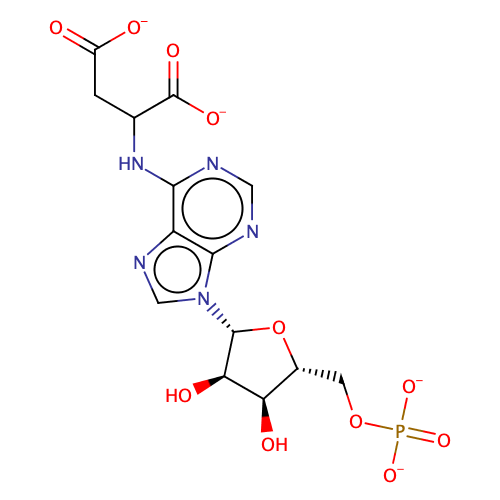 O O⁻ O
O⁻
HN N
N N
N
O
HO O⁻
OH O P O
O⁻